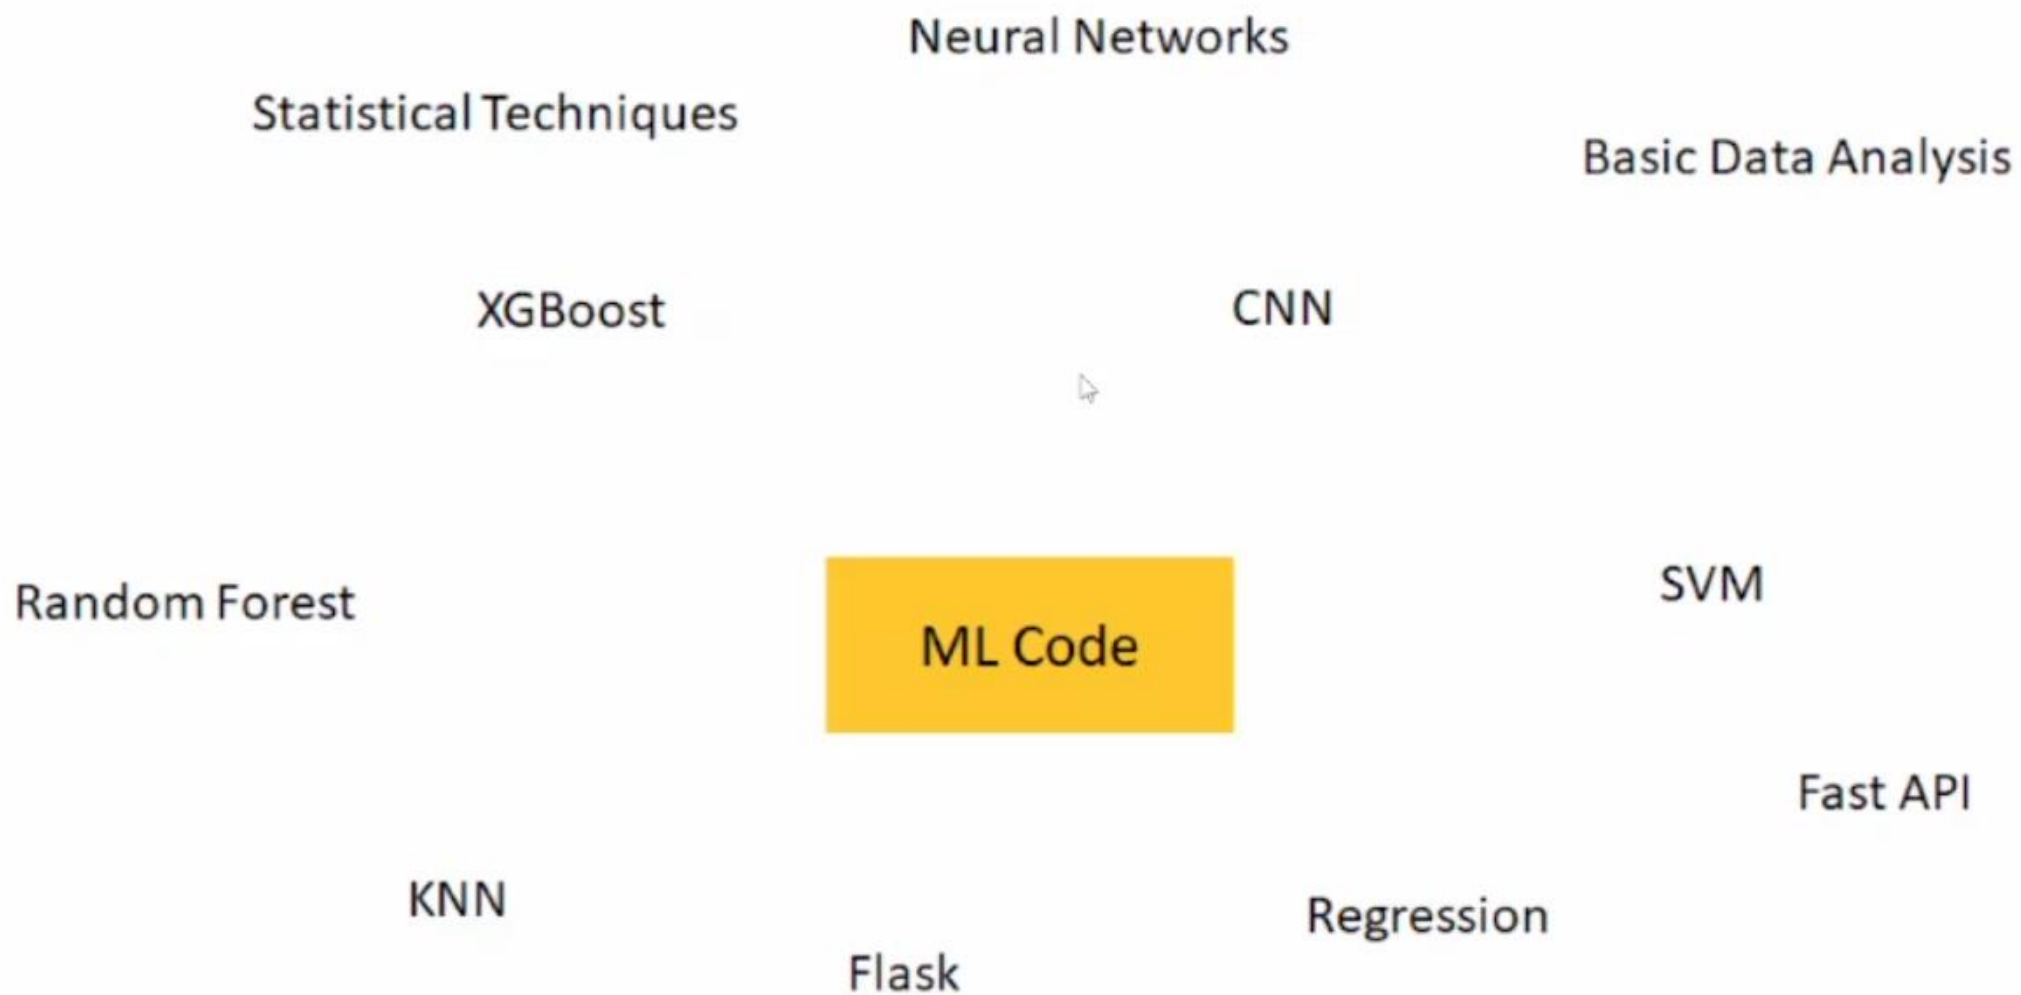 Neural Networks
Statistical Techniques
Basic Data Analysis
XGBoost
CNN
Random Forest
SVM
ML Code
Fast API
KNN
Regression
Flask